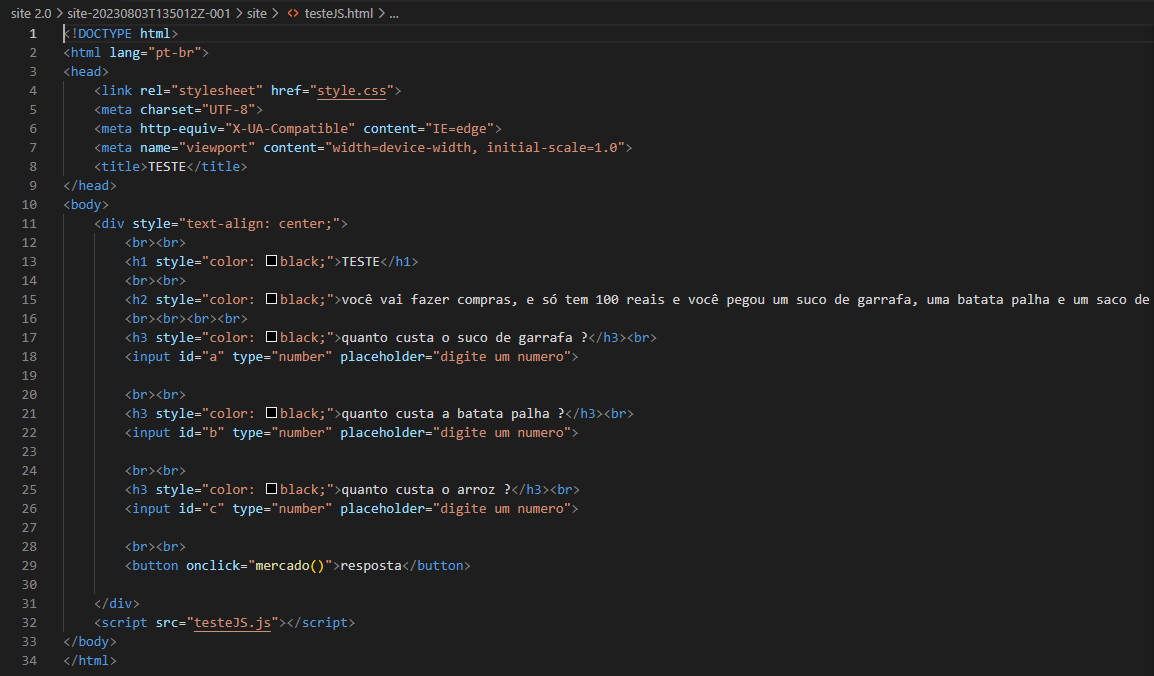 site 2.0 > site-20230803T135012Z-001 > site > <> testeJS.html > ...
1 <!DOCTYPE html>
2 <html lang="pt-br">
3 <head>
4 <link rel="stylesheet" href="style.css">
5 <meta charset="UTF-8">
6 <meta http-equiv="X-UA-Compatible" content="IE=edge">
7 <meta name="viewport" content="width=device-width, initial-scale=1.0">
8 <title>TESTE</title>
9 </head>
10 <body>
11 <div style="text-align: center;">
12 <br><br>
13 <h1 style="color: black;">TESTE</h1>
14 <br><br>
15 <h2 style="color: black;">você vai fazer compras, e só tem 100 reais e você pegou um suco de garrafa, uma batata palha e um saco de
16 <br><br><br><br>
17 <h3 style="color: black;">quanto custa o suco de garrafa ?</h3><br>
18 <input id="a" type="number" placeholder="digite um numero">
19
20 <br><br>
21 <h3 style="color: black;">quanto custa a batata palha ?</h3><br>
22 <input id="b" type="number" placeholder="digite um numero">
23
24 <br><br>
25 <h3 style="color: black;">quanto custa o arroz ?</h3><br>
26 <input id="c" type="number" placeholder="digite um numero">
27
28 <br><br>
29 <button onclick="mercado()">resposta</button>
30
31 </div>
32 <script src="testeJS.js"></script>
33 </body>
34 </html>